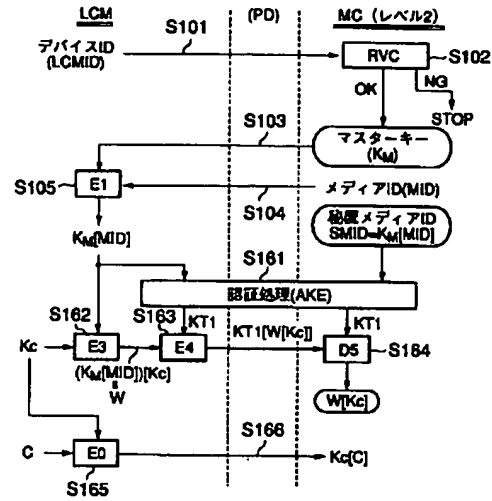 LCM
(PD)
MC (レベル2)
デバイスID
(LCMID)
S101
RVC
S102
OK
NG
STOP
S103
マスターキー
(KM)
S105
E1
メディアID(MID)
S104
KM[MID]
秘匿メディアID
SMID=KM[MID]
S161
認証処理(AKE)
S162
S163
KT1
KT1[W[Kc]]
KT1
Kc
E3
E4
D5
S164
(KM[MID])[Kc]
W
W[Kc]
S166
C
E0
Kc[C]
S165